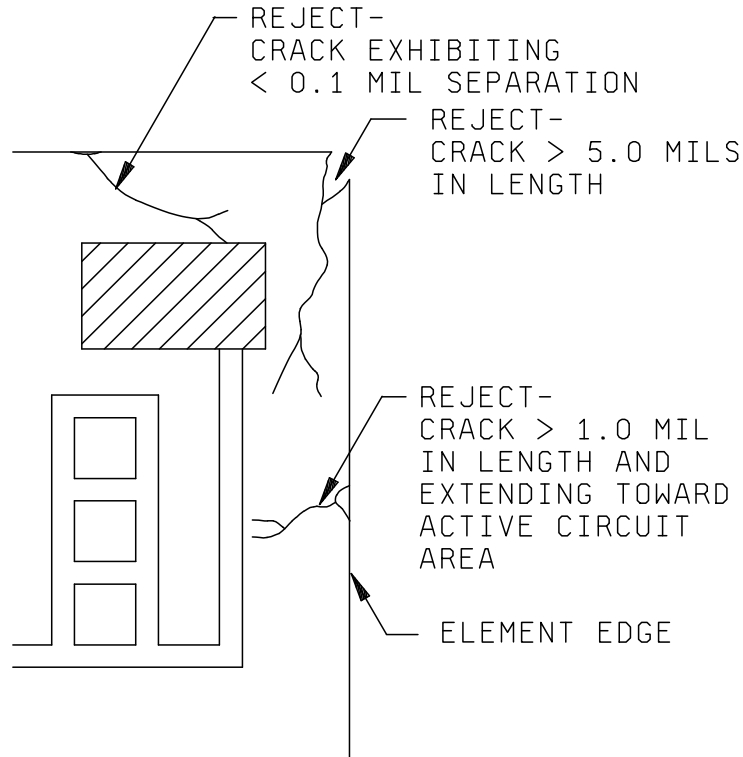 REJECT-
CRACK EXHIBITING
< 0.1 MIL SEPARATION
REJECT-
CRACK > 5.0 MILS
IN LENGTH
REJECT-
CRACK > 1.0 MIL
IN LENGTH AND
EXTENDING TOWARD
ACTIVE CIRCUIT
AREA
ELEMENT EDGE